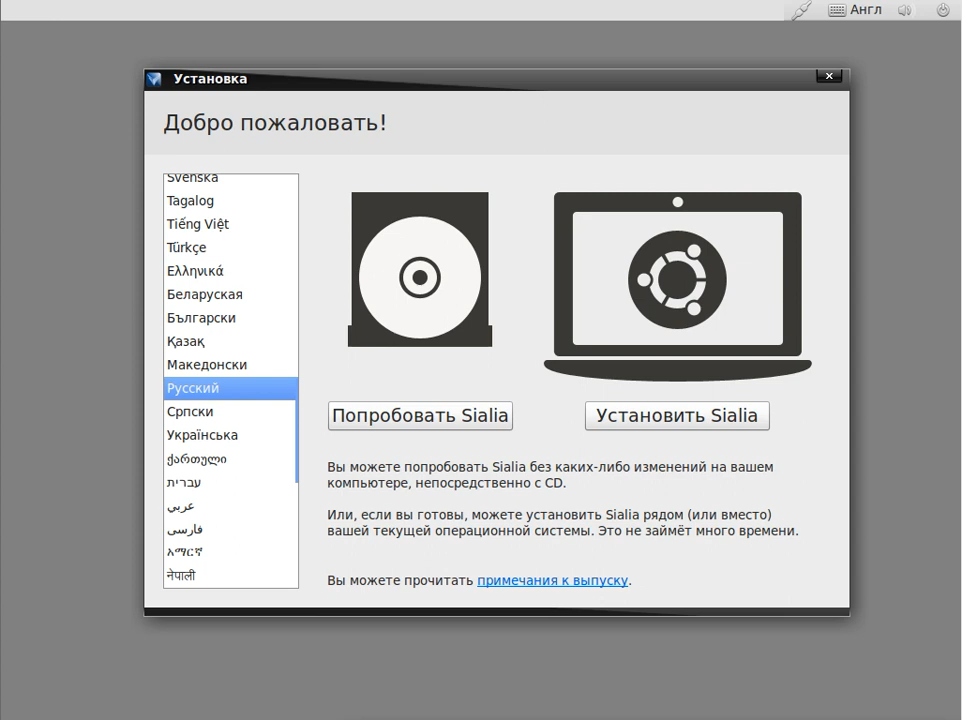 Англ
Установка
Добро пожаловать!
Svenska
Tagalog
Tiếng Việt
Türkçe
Ελληνικά
Беларуская
Български
Қазақ
Македонски
Русский
Српски
Українська
ქართული
עברית
عربي
فارسی
አማርኛ
नेपाली
Попробовать Sialia
Установить Sialia
Вы можете попробовать Sialia без каких-либо изменений на вашем
компьютере, непосредственно с CD.
Или, если вы готовы, можете установить Sialia рядом (или вместо)
вашей текущей операционной системы. Это не займёт много времени.
Вы можете прочитать примечания к выпуску.